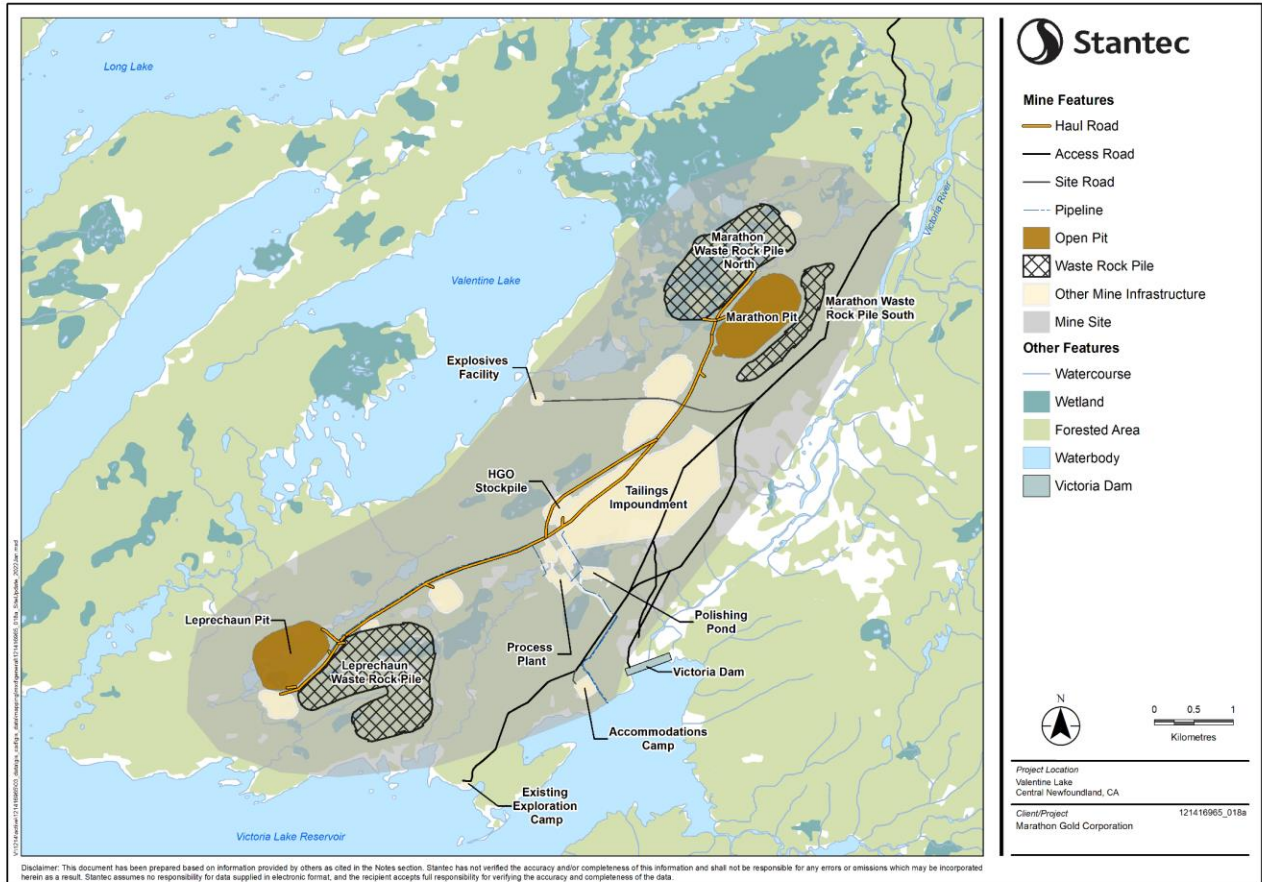 Long Lake
Valentine Lake
Victoria River
Marathon
Waste Rock Pile
North
Marathon Pit
Marathon Waste
Rock Pile South
Explosives
Facility
HGO
Stockpile
Tailings
Impoundment
Leprechaun Pit
Leprechaun
Waste Rock Pile
Process
Plant
Polishing
Pond
Victoria Dam
Accommodations
Camp
Existing
Exploration
Camp
Victoria Lake Reservoir
Stantec
Mine Features
Haul Road
Access Road
Site Road
Pipeline
Open Pit
Waste Rock Pile
Other Mine Infrastructure
Mine Site
Other Features
Watercourse
Wetland
Forested Area
Waterbody
Victoria Dam
N
0 0.5 1
Kilometres
Project Location
Valentine Lake
Central Newfoundland, CA
Client/Project 121416965_018a
Marathon Gold Corporation
Disclaimer: This document has been prepared based on information provided by others as cited in the Notes section. Stantec has not verified the accuracy and/or completeness of this information and shall not be responsible for any errors or omissions which may be incorporated
herein as a result. Stantec assumes no responsibility for data supplied in electronic format, and the recipient accepts full responsibility for verifying the accuracy and completeness of the data.